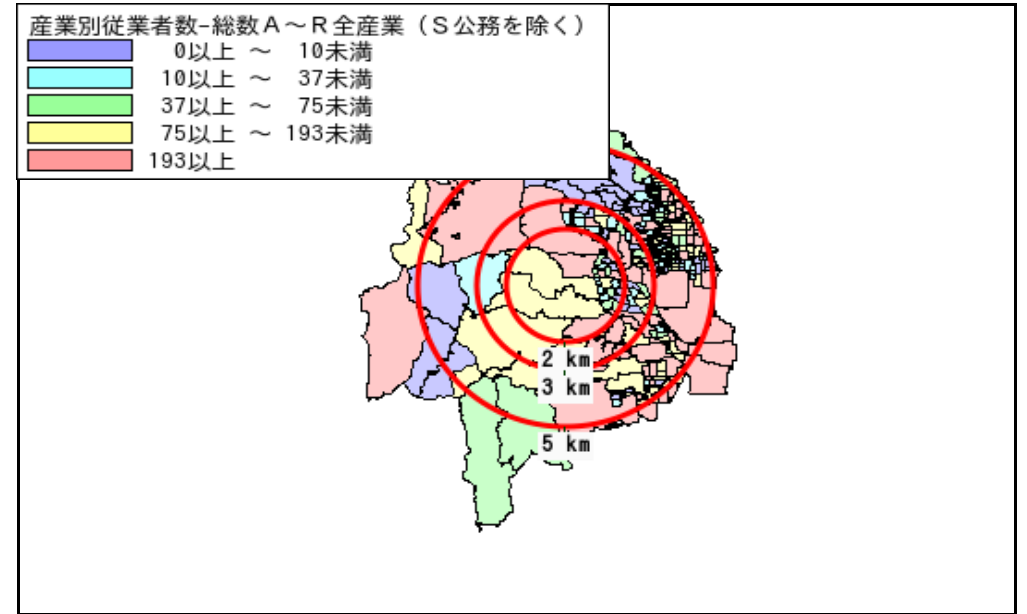 産業別従業者数-総数A～R全産業（S公務を除く）
0以上 ～ 10未満
10以上 ～ 37未満
37以上 ～ 75未満
75以上 ～ 193未満
193以上
2 km
3 km
5 km